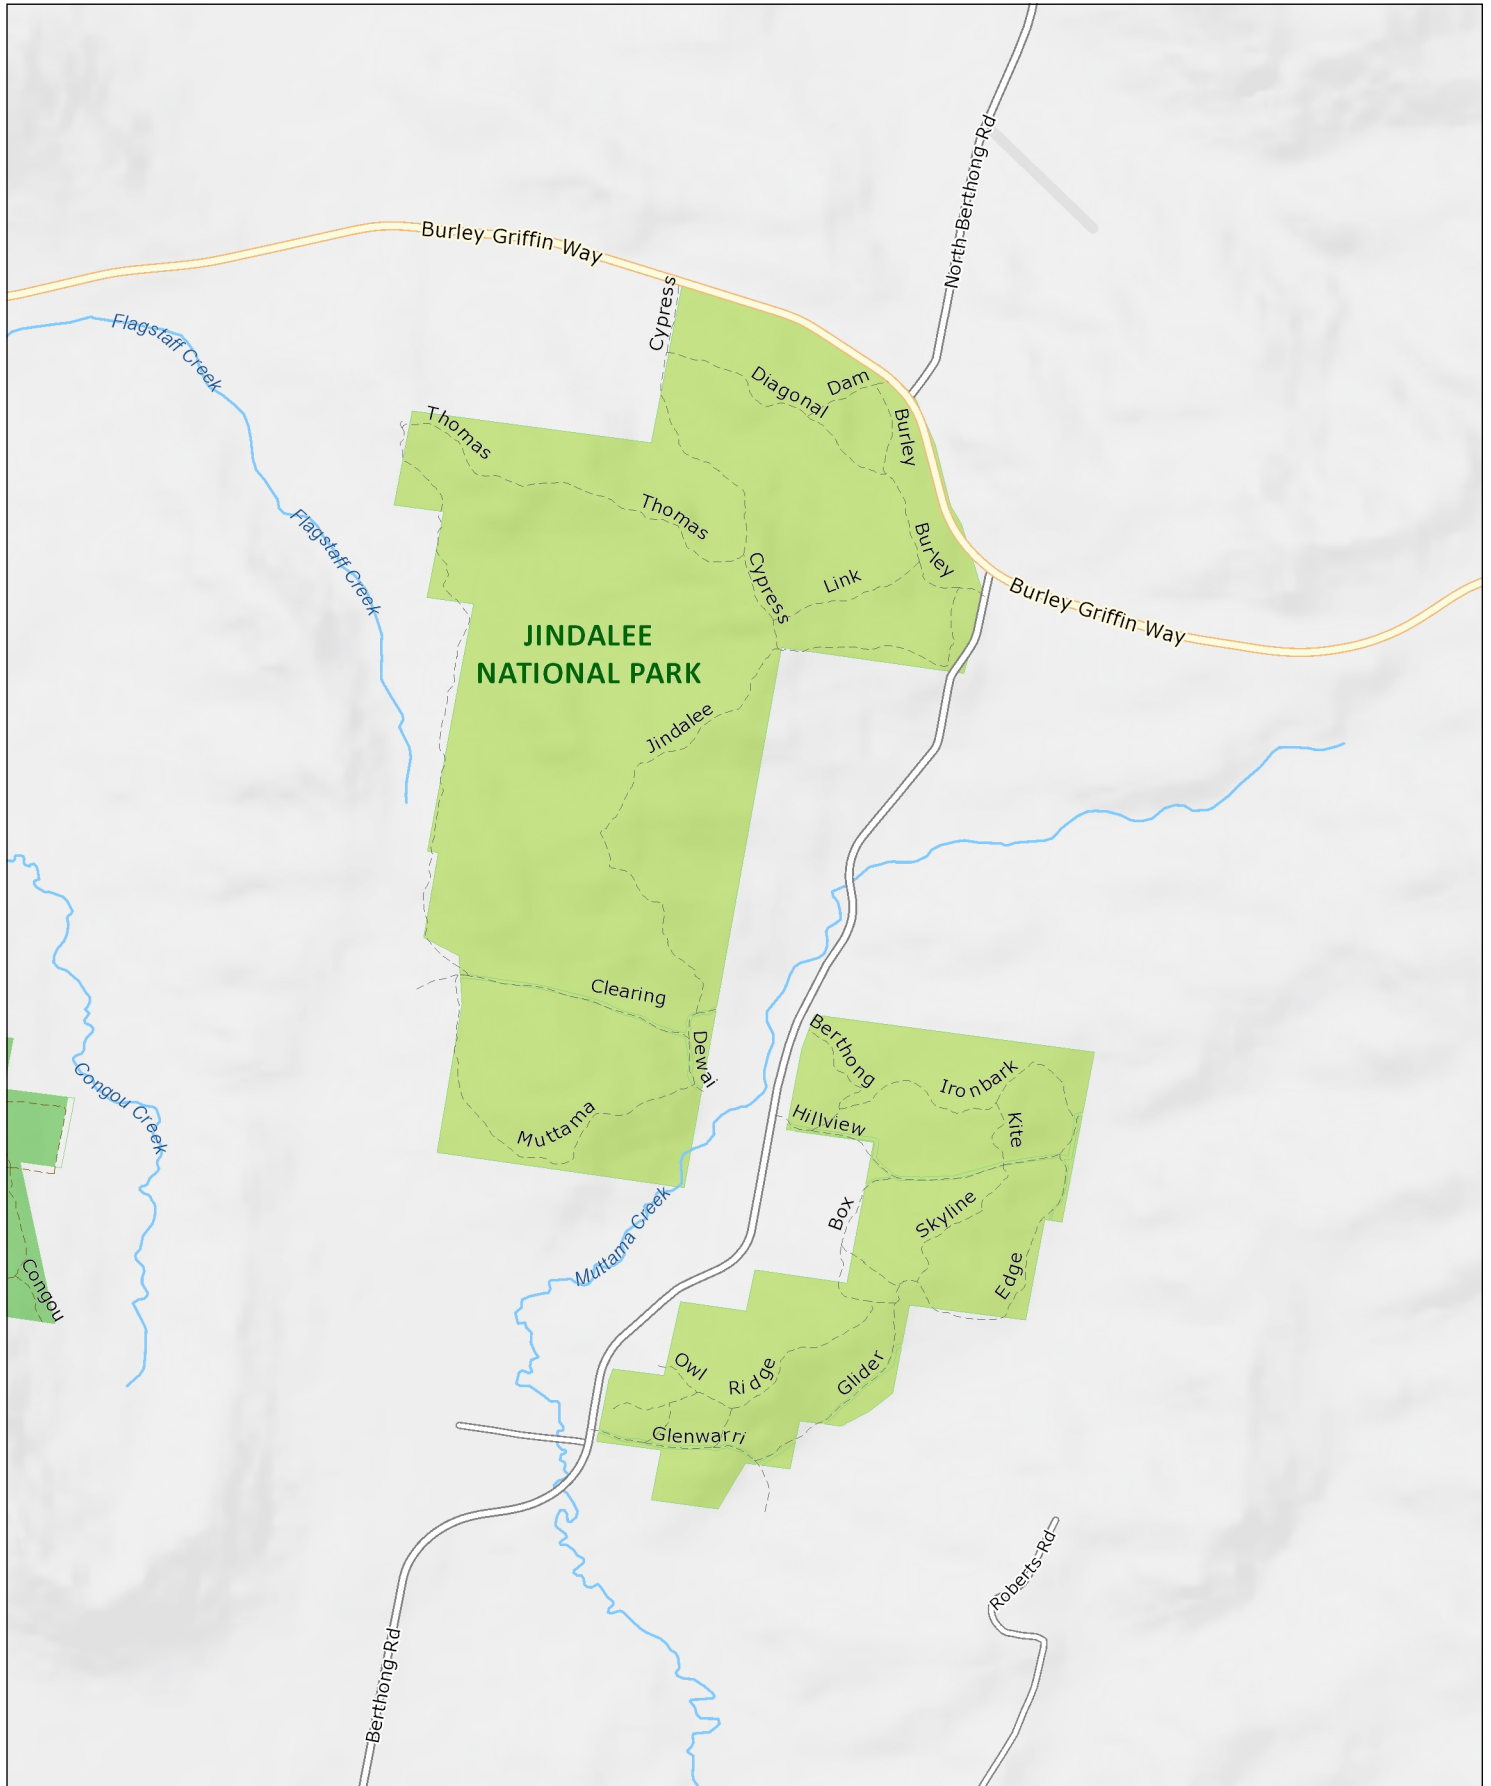 North Berthong Rd
Burley Griffin Way
Cypress
Flagstaff Creek
Diagonal
Dam
Burley
Thomas
Thomas
Flagstaff Creek
Burley
Cypress
Link
Burley Griffin Way
JINDALEE
NATIONAL PARK
Jindalee
Clearing
Dewai
Berthong
Ironbark
Congou Creek
Hillview
Kite
Muttama
Box
Skyline
Muttama Creek
Edge
Congou
Owl
Ridge
Glider
Glenwarri
Roberts Rd
Berthong Rd